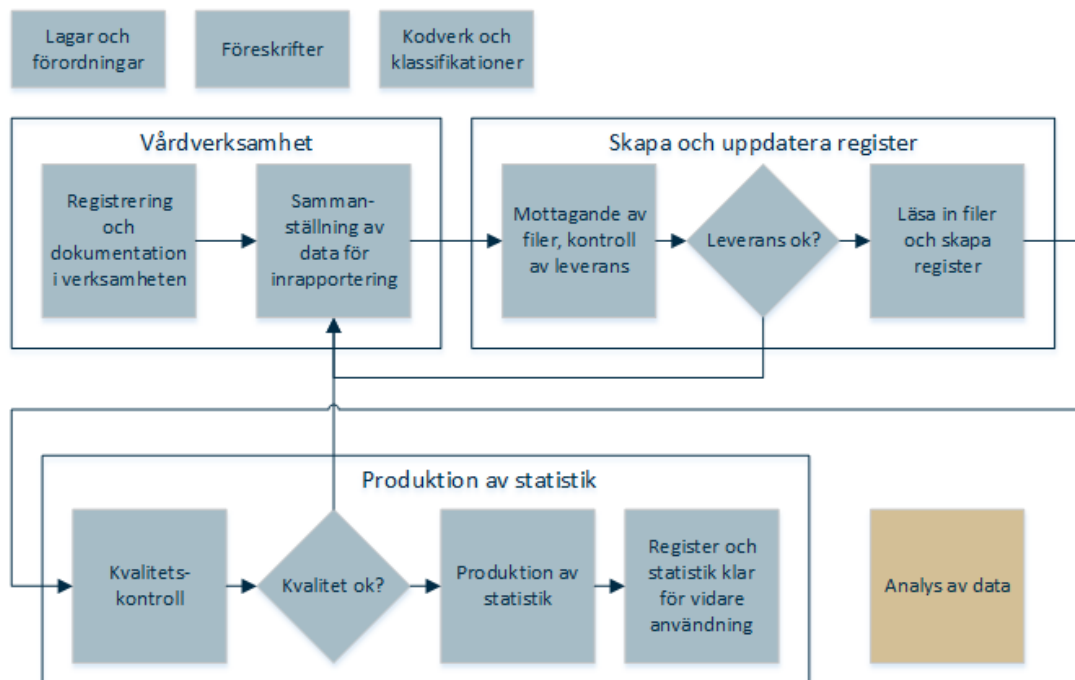 Lagar och
förordningar
Föreskrifter
Kodverk och
klassifikationer
Vårdverksamhet
Registrering
och
dokumentation
i verksamheten
Samman-
ställning av
data för
inrapportering
Skapa och uppdatera register
Mottagande av
filer, kontroll
av leverans
Leverans ok?
Läsa in filer
och skapa
register
Produktion av statistik
Kvalitets-
kontroll
Kvalitet ok?
Produktion av
statistik
Register och
statistik klar
för vidare
användning
Analys av data